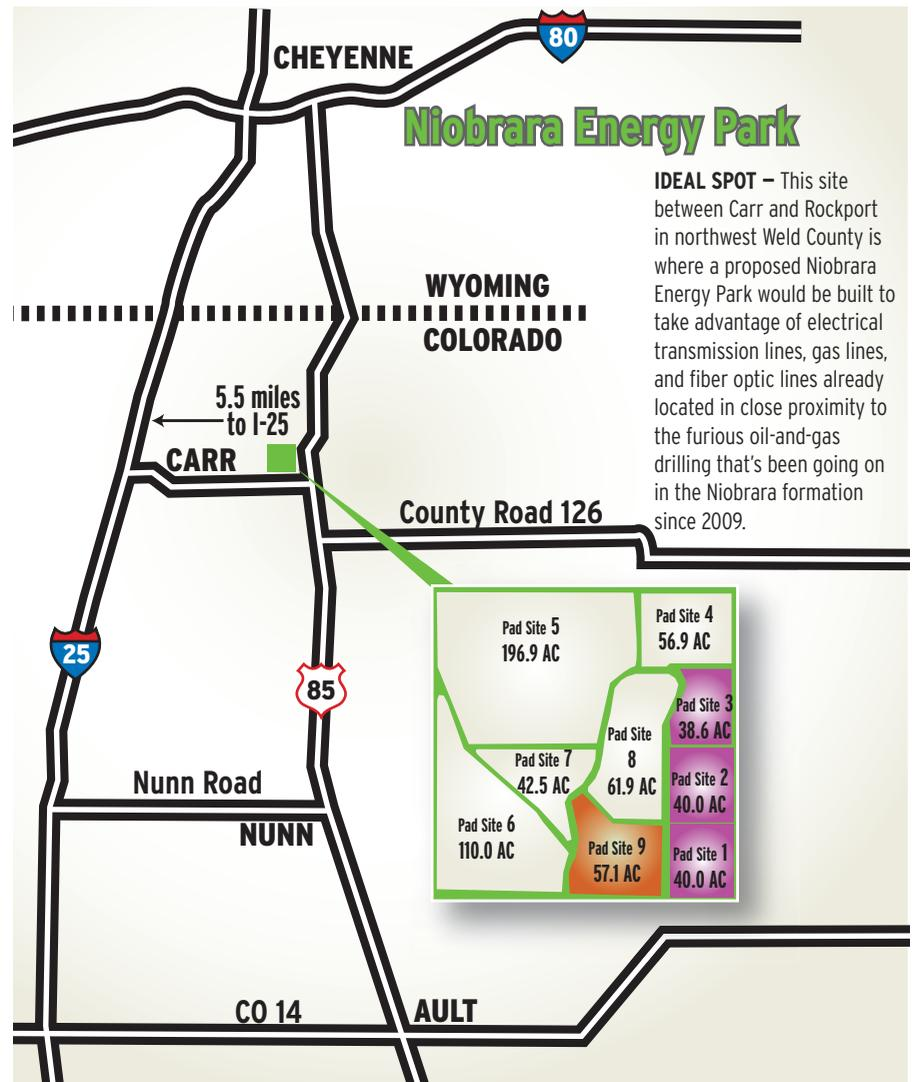 80
CHEYENNE
Niobrara Energy Park
IDEAL SPOT – This site
between Carr and Rockport
in northwest Weld County is
where a proposed Niobrara
Energy Park would be built to
take advantage of electrical
transmission lines, gas lines,
and fiber optic lines already
located in close proximity to
the furious oil-and-gas
drilling that's been going on
in the Niobrara formation
since 2009.
WYOMING
COLORADO
5.5 miles
to I-25
CARR
County Road 126
Pad Site 5
196.9 AC
Pad Site 4
56.9 AC
Pad Site 3
38.6 AC
Pad Site
8
61.9 AC
Pad Site 7
42.5 AC
Pad Site 2
40.0 AC
Pad Site 6
110.0 AC
Pad Site 9
57.1 AC
Pad Site 1
40.0 AC
25
85
Nunn Road
NUNN
CO 14
AULT